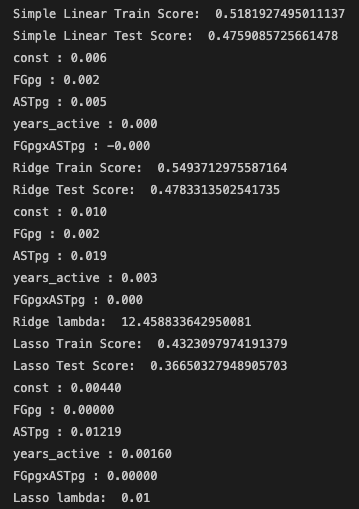 Simple Linear Train Score:  0.5181927495011137
Simple Linear Test Score:  0.4759085725661478
const : 0.006
FGpg : 0.002
ASTpg : 0.005
years_active : 0.000
FGpgxASTpg : -0.000
Ridge Train Score:  0.5493712975587164
Ridge Test Score:  0.4783313502541735
const : 0.010
FGpg : 0.002
ASTpg : 0.019
years_active : 0.003
FGpgxASTpg : 0.000
Ridge lambda:  12.458833642950081
Lasso Train Score:  0.4323097974191379
Lasso Test Score:  0.36650327948905703
const : 0.00440
FGpg : 0.00000
ASTpg : 0.01219
years_active : 0.00160
FGpgxASTpg : 0.00000
Lasso lambda:  0.01